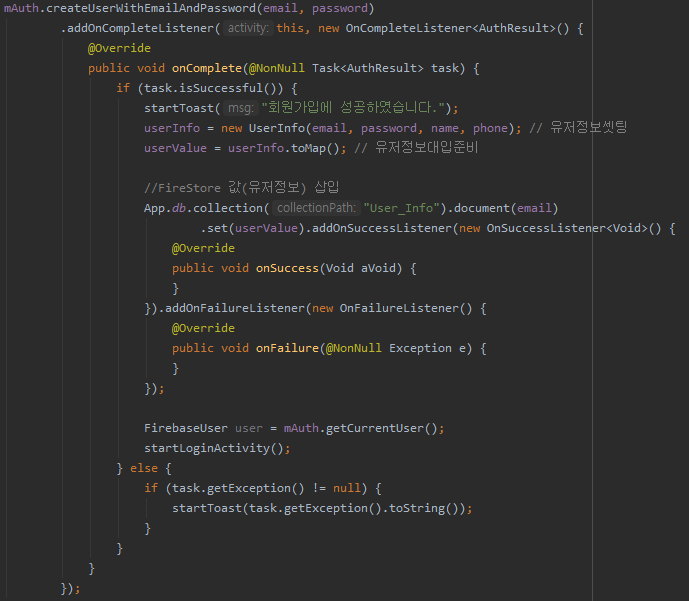 mAuth.createUserWithEmailAndPassword(email, password)
.addOnCompleteListener( activity: this, new OnCompleteListener<AuthResult>() {
@Override
public void onComplete(@NonNull Task<AuthResult> task) {
if (task.isSuccessful()) {
startToast( msg: "회원가입에 성공하였습니다.");
userInfo = new UserInfo(email, password, name, phone); // 유저정보셋팅
userValue = userInfo.toMap(); // 유저정보대입준비
//FireStore 값(유저정보) 삽입
App.db.collection( collectionPath: "User_Info").document(email)
.set(userValue).addOnSuccessListener(new OnSuccessListener<Void>() {
@Override
public void onSuccess(Void aVoid) {
}
}).addOnFailureListener(new OnFailureListener() {
@Override
public void onFailure(@NonNull Exception e) {
}
});
FirebaseUser user = mAuth.getCurrentUser();
startLoginActivity();
} else {
if (task.getException() != null) {
startToast(task.getException().toString());
}
}
}
});